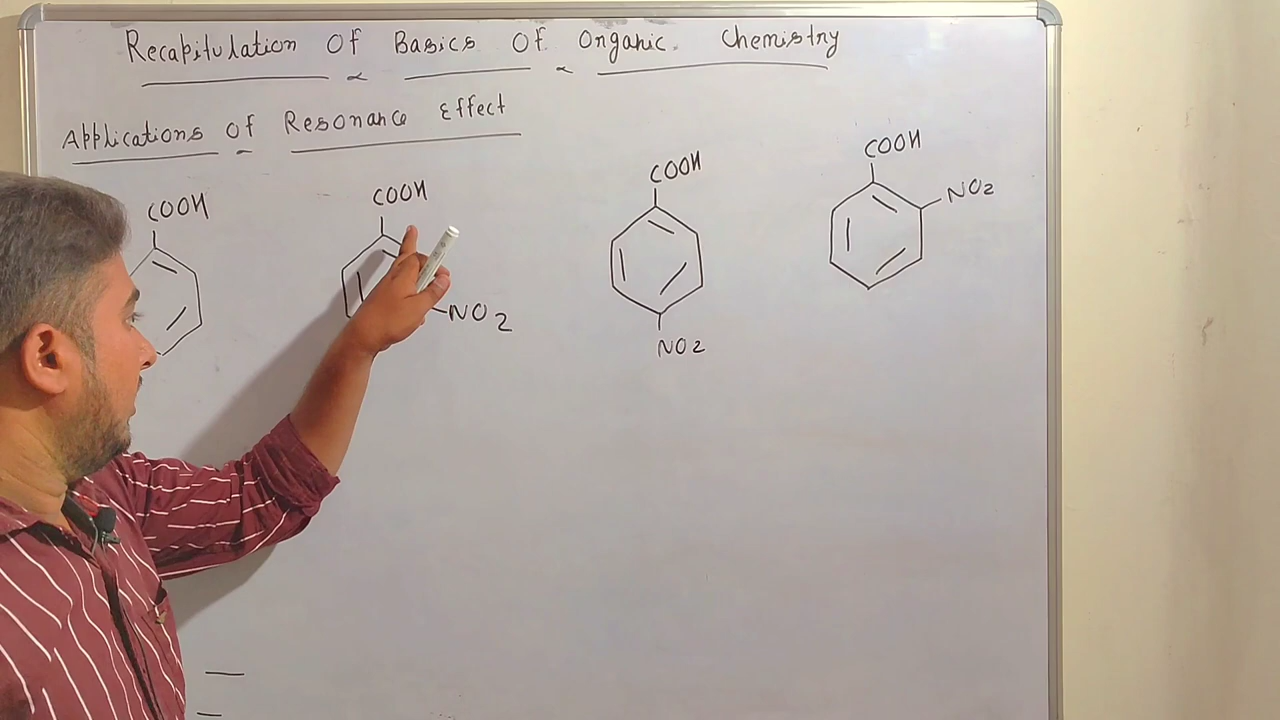 Recapitulation Of Basics Of Organic Chemistry
Applications of Resonance Effect
COOH
COOH
NO2
COOH
NO2
COOH
NO2